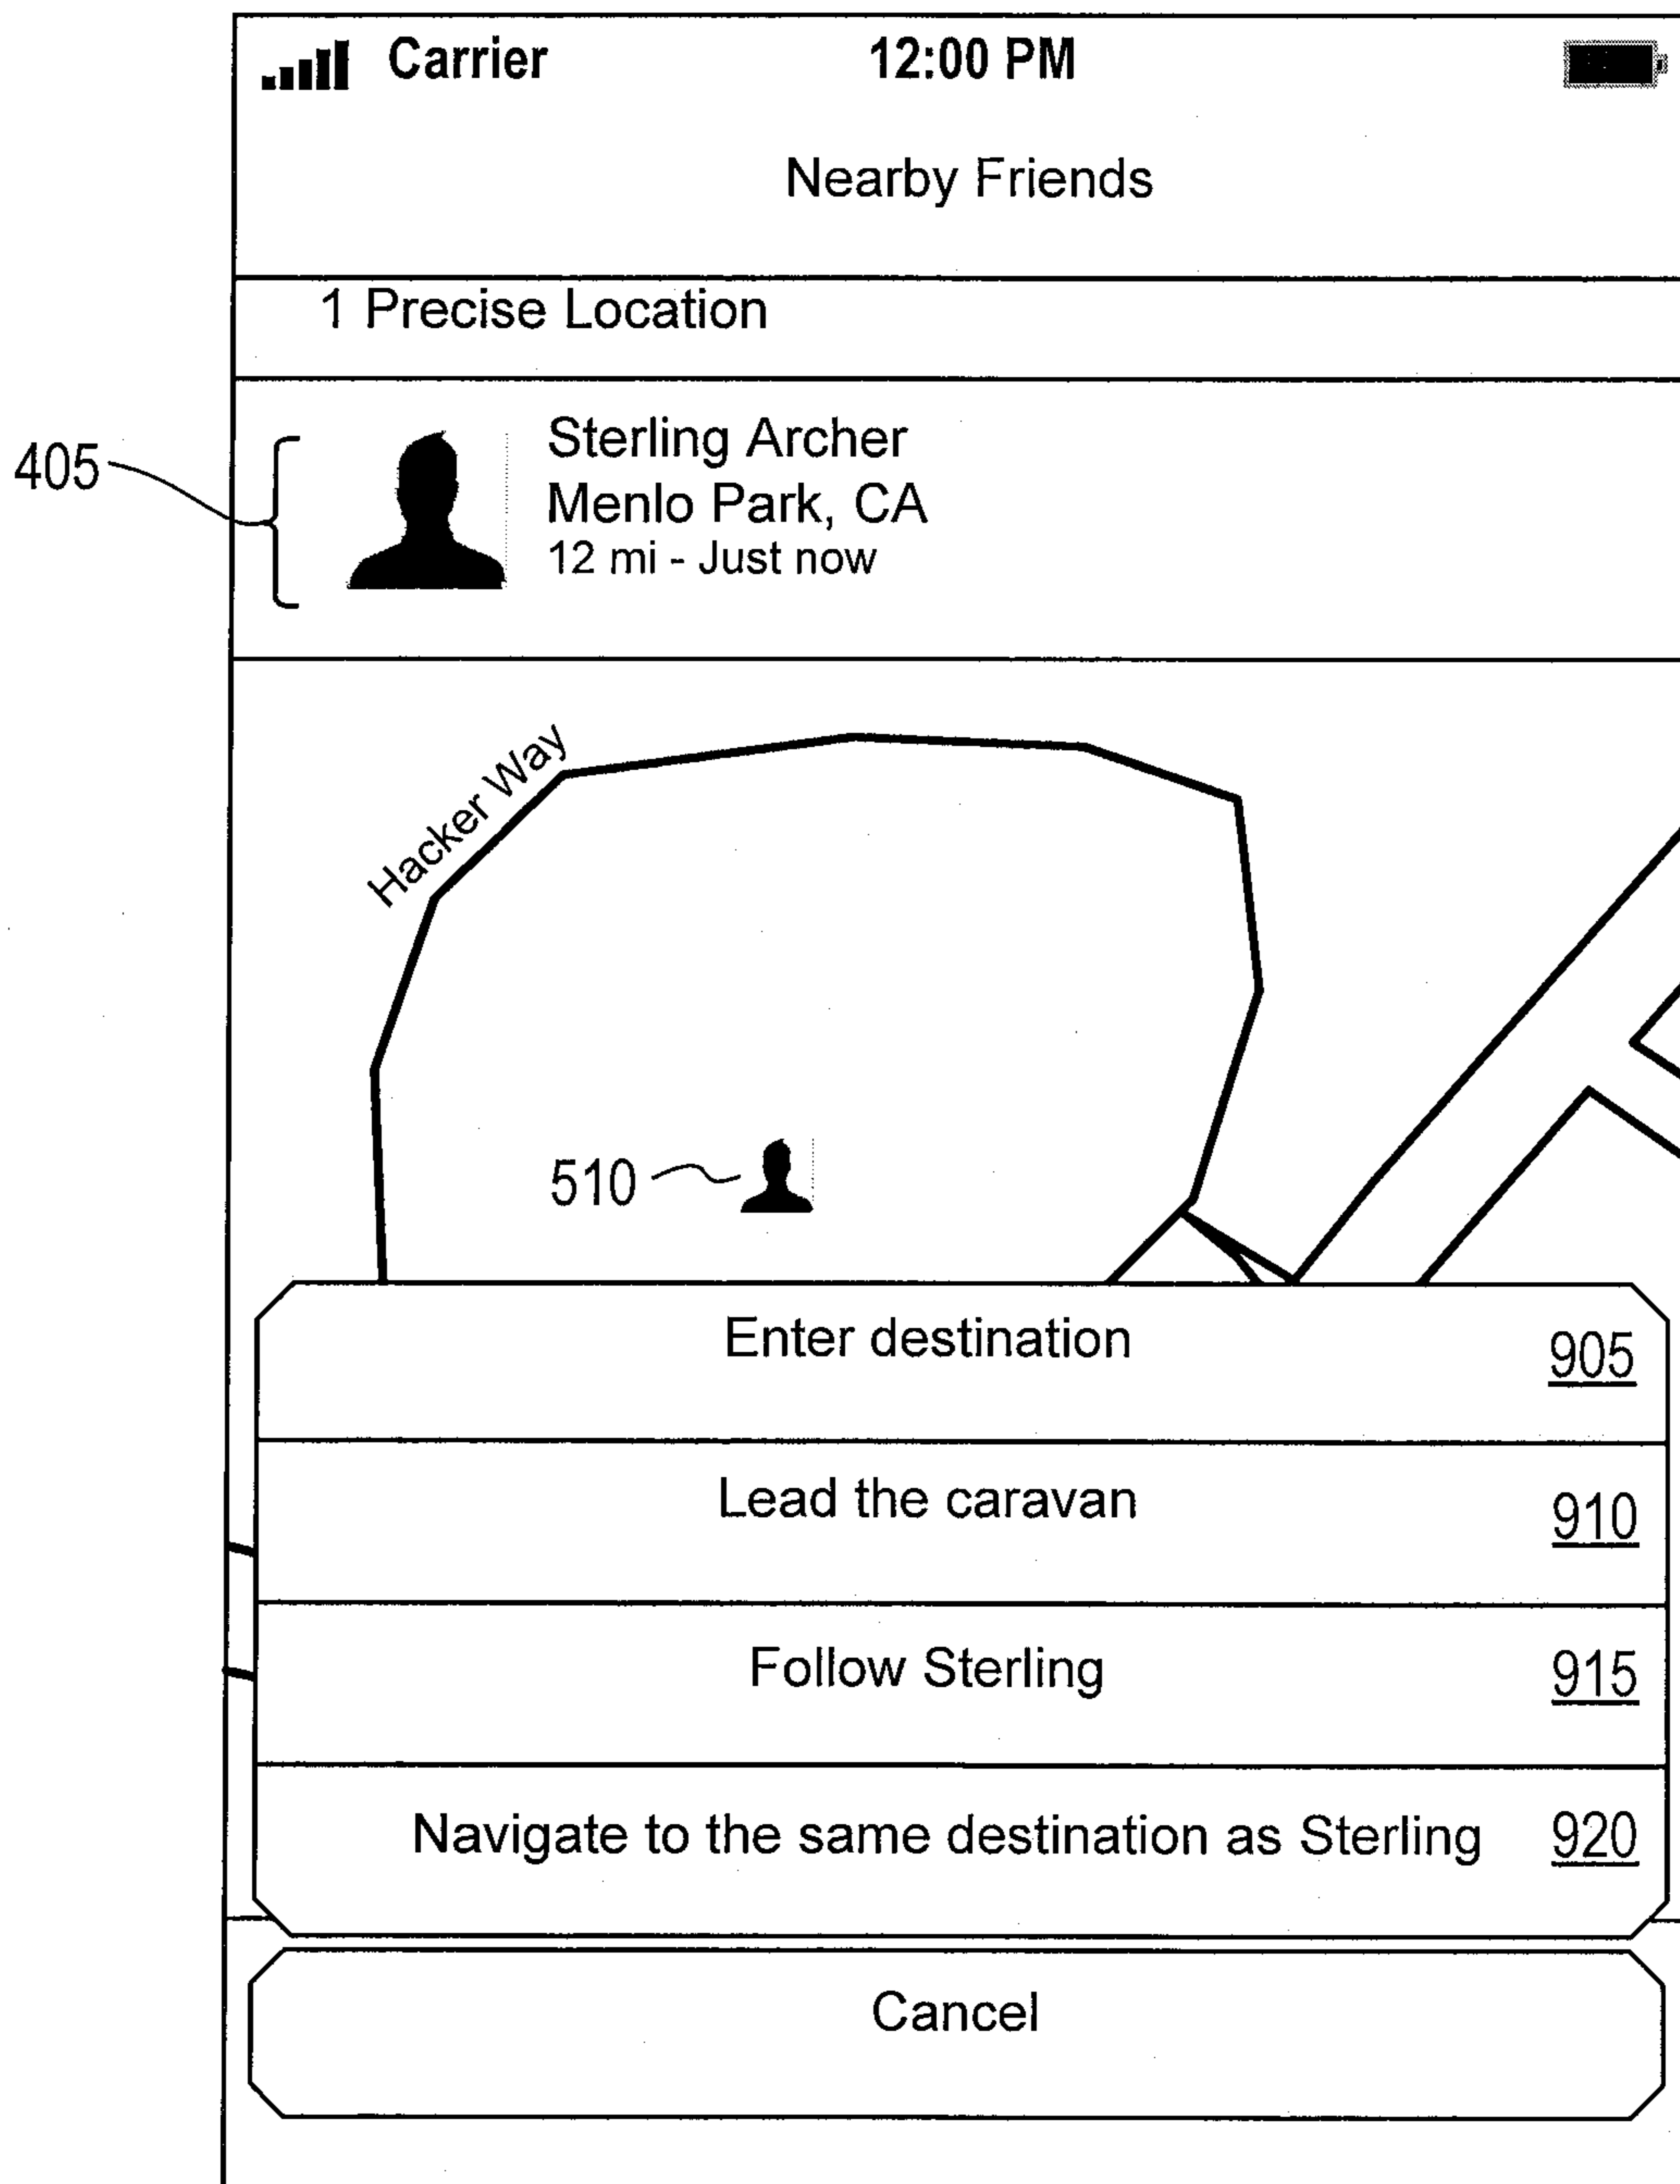 Carrier 12:00 PM
Nearby Friends
1 Precise Location
405
Sterling Archer
Menlo Park, CA
12 mi - Just now
Hacker Way
510
Enter destination 905
Lead the caravan 910
Follow Sterling 915
Navigate to the same destination as Sterling 920
Cancel